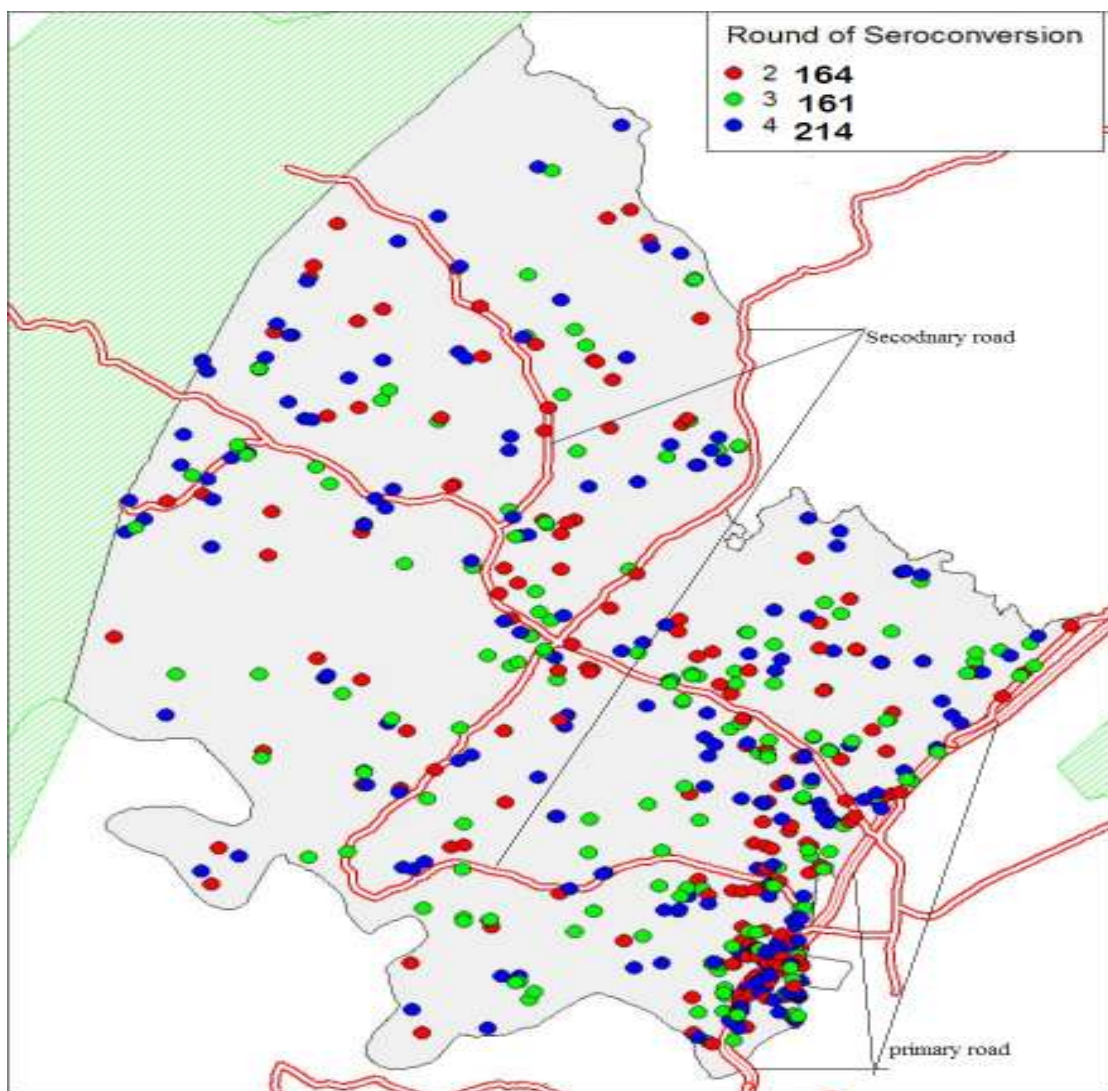 Round of Seroconversion
2 164
3 161
4 214
Secodnary road
primary road